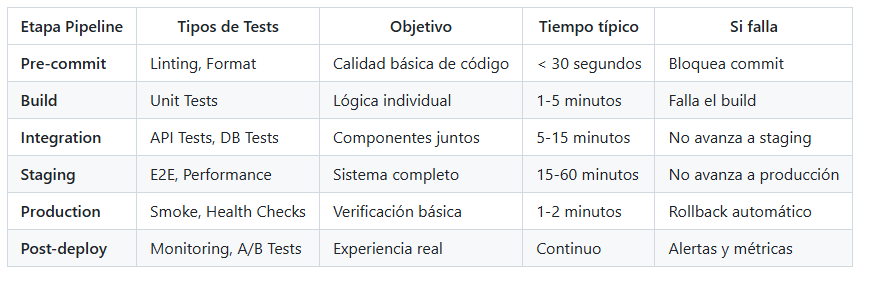 Etapa Pipeline Tipos de Tests Objetivo Tiempo típico Si falla
Pre-commit Linting, Format Calidad básica de código < 30 segundos Bloquea commit
Build Unit Tests Lógica individual 1-5 minutos Falla el build
Integration API Tests, DB Tests Componentes juntos 5-15 minutos No avanza a staging
Staging E2E, Performance Sistema completo 15-60 minutos No avanza a producción
Production Smoke, Health Checks Verificación básica 1-2 minutos Rollback automático
Post-deploy Monitoring, A/B Tests Experiencia real Continuo Alertas y métricas